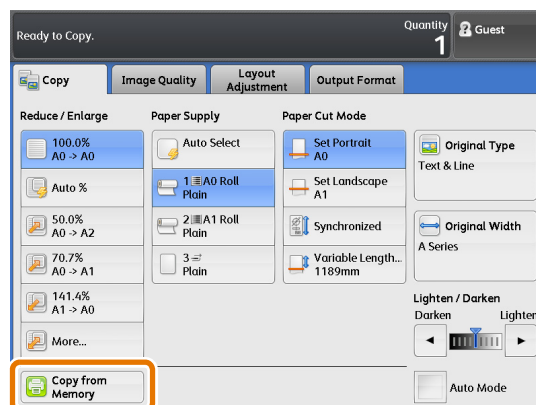 Ready to Copy.
Quantity
1
Guest
Copy
Image Quality
Layout
Adjustment
Output Format
Reduce / Enlarge
Paper Supply
Paper Cut Mode
100.0%
A0 -> A0
Auto %
50.0%
A0 -> A2
70.7%
A0 -> A1
141.4%
A1 -> A0
More...
Auto Select
1 A0 Roll
Plain
2 A1 Roll
Plain
3
Plain
Set Portrait
A0
Set Landscape
A1
Synchronized
Variable Length...
1189mm
Original Type
Text & Line
Original Width
A Series
Lighten / Darken
Darken
Lighten
Auto Mode
Copy from
Memory